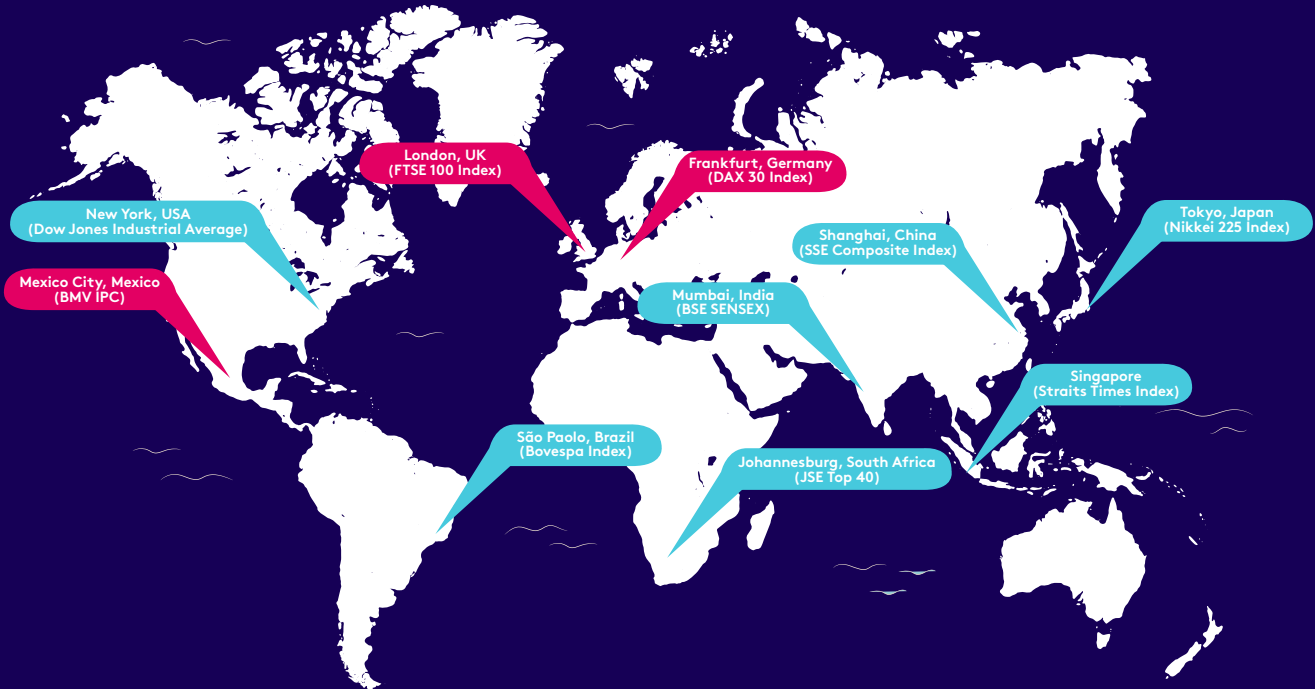 London, UK
(FTSE 100 Index)
Frankfurt, Germany
(DAX 30 Index)
New York, USA
(Dow Jones Industrial Average)
Tokyo, Japan
(Nikkei 225 Index)
Shanghai, China
(SSE Composite Index)
Mexico City, Mexico
(BMV IPC)
Mumbai, India
(BSE SENSEX)
Singapore
(Straits Times Index)
São Paolo, Brazil
(Bovespa Index)
Johannesburg, South Africa
(JSE Top 40)